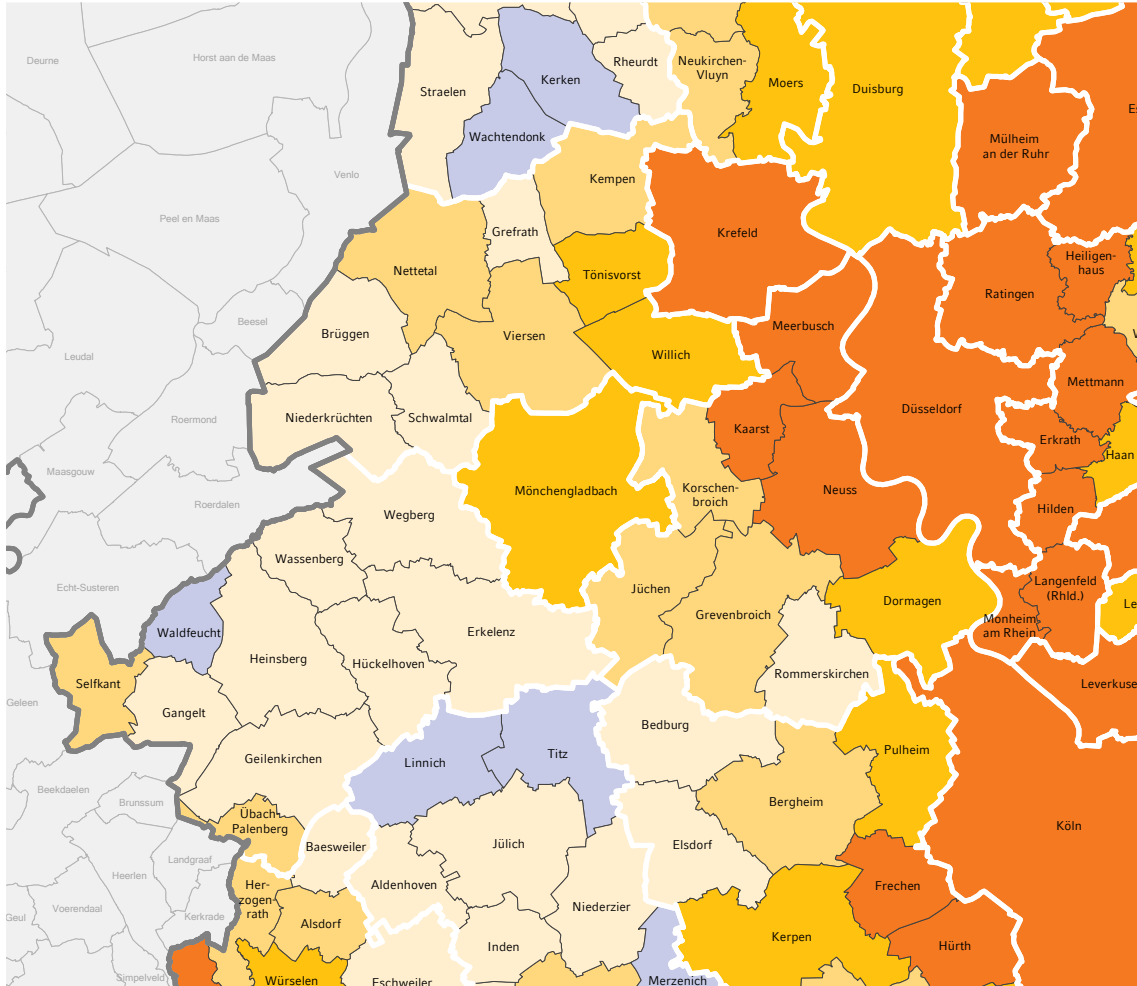 Deurne
Horst aan de Maas
Straelen
Kerken
Rheurdt
Neukirchen-
Vluyn
Moers
Duisburg
Mülheim
an der Ruhr
Wachtendonk
Venlo
Kempen
Peel en Maas
Grefrath
Krefeld
Nettetal
Tönisvorst
Heiligen-
haus
Ratingen
Beesel
Brüggen
Viersen
Meerbusch
Leudal
Willich
Mettmann
Niederkrüchten
Schwalmtal
Roermond
Kaarst
Düsseldorf
Erkrath
Haan
Maasgouw
Mönchengladbach
Korschen-
broich
Neuss
Roerdalen
Wegberg
Hilden
Wassenberg
Echt-Susteren
Jüchen
Langenfeld
(Rhld.)
Dormagen
Le
Grevenbroich
Monheim
am Rhein
Waldfeucht
Erkelenz
Heinsberg
Hückelhoven
Rommerskirchen
Selfkant
Leverkuse
Geleen
Gangelt
Bedburg
Pulheim
Geilenkirchen
Linnich
Titz
Beekdaelen
Brunssum
Bergheim
Übach-
Palenberg
Köln
Baesweiler
Jülich
Elsdorf
Landgraaf
Heerlen
Aldenhoven
Frechen
Her-
zogen-
rath
Voerendaal
Geul
Kerkrade
Alsdorf
Niederzier
Kerpen
Inden
Hürth
Simpelveld
Würselen
Eschweiler
Merzenich